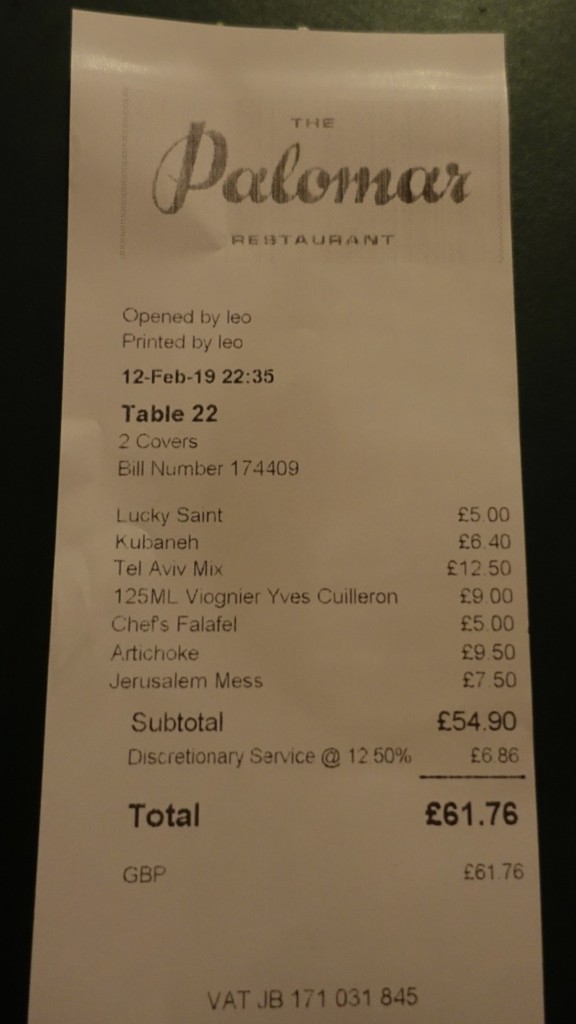 THE
Palomar
RESTAURANT
Opened by leo
Printed by leo
12-Feb-19 22:35
Table 22
2 Covers
Bill Number 174409
Lucky Saint £5.00
Kubaneh £6.40
Tel Aviv Mix £12.50
125ML Viognier Yves Cuilleron £9.00
Chef's Falafel £5.00
Artichoke £9.50
Jerusalem Mess £7.50
Subtotal £54.90
Discretionary Service @ 12.50% £6.86
Total £61.76
GBP £61.76
VAT JB 171 031 845